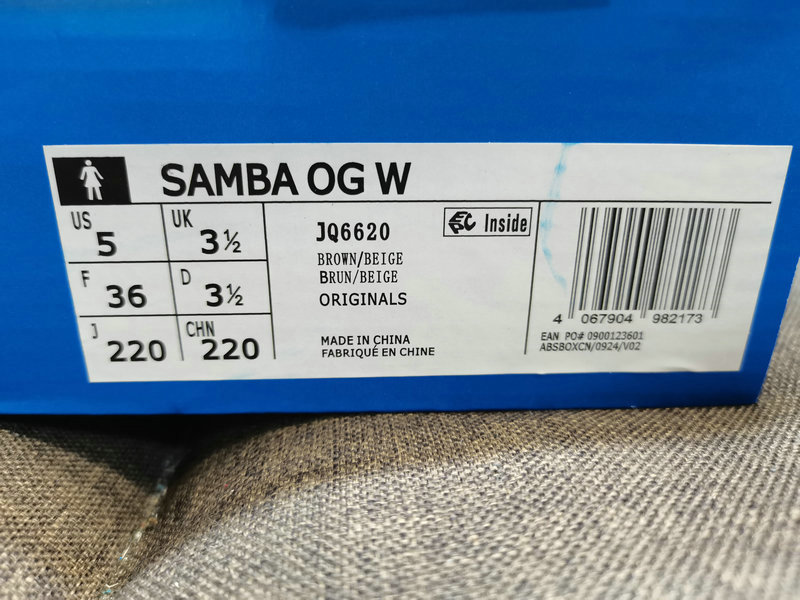 SAMBA OG W
US 5 UK 3½
F 36 D 3½
J 220 CHN 220
JQ6620
BROWN/BEIGE
BRUN/BEIGE
ORIGINALS
MADE IN CHINA
FABRIQUÉ EN CHINE
EPC Inside
4 067904 982173
EAN PO# 0900123601
ABSBOXCN/0924/V02